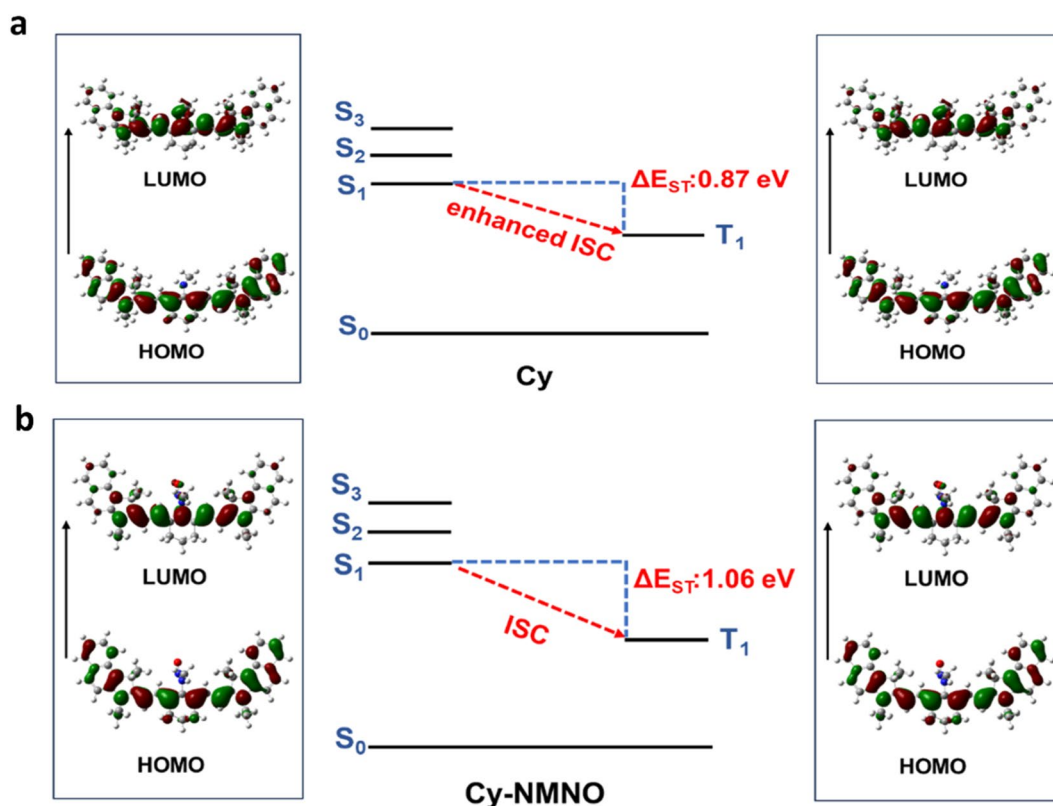 a
LUMO
HOMO
S3
S2
S1
S0
ΔEST:0.87 eV
enhanced ISC
T1
Cy
LUMO
HOMO
b
LUMO
HOMO
S3
S2
S1
S0
ΔEST:1.06 eV
ISC
T1
Cy-NMNO
LUMO
HOMO